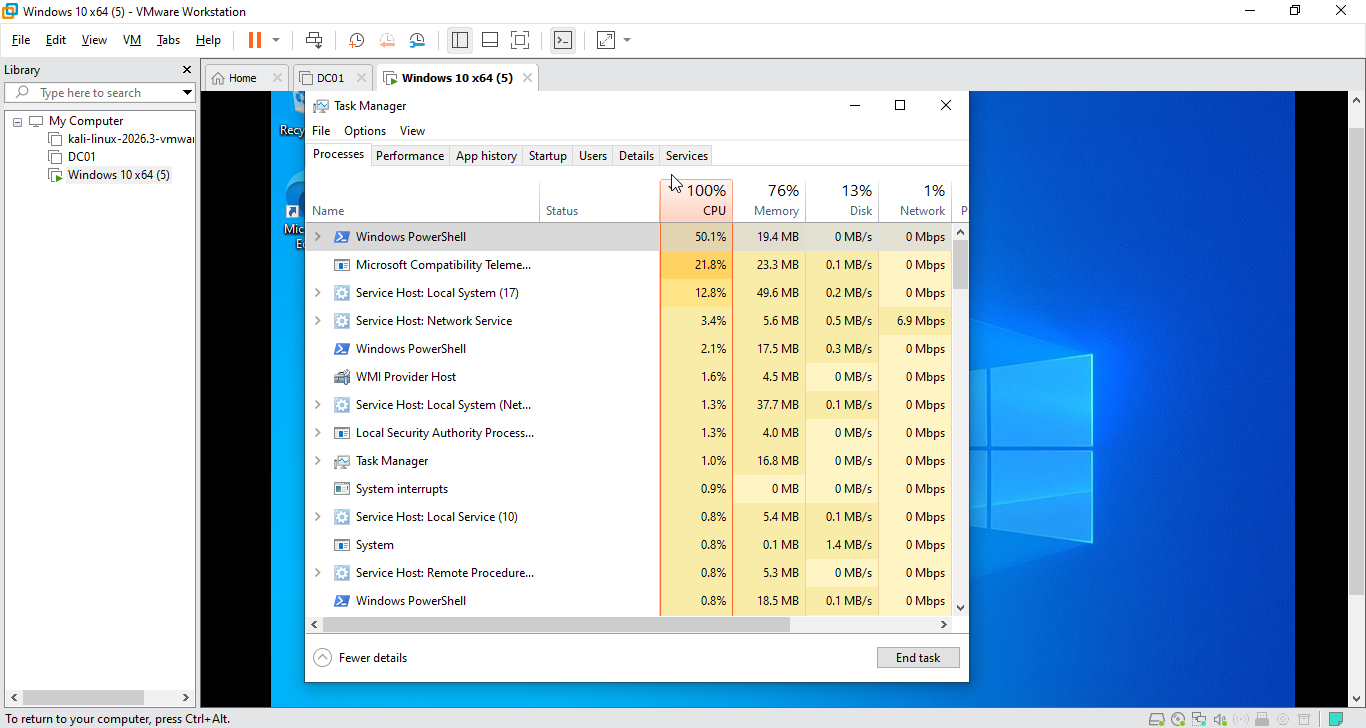 Windows 10 x64 (5) - VMware Workstation
File Edit View VM Tabs Help
Library
Type here to search
My Computer
kali-linux-2026.3-vmwar
DC01
Windows 10 x64 (5)
Home DC01 Windows 10 x64 (5)
Recy
Mic
E
Task Manager
File Options View
Processes Performance App history Startup Users Details Services
100% 76% 13% 1%
Name Status CPU Memory Disk Network P
Windows PowerShell 50.1% 19.4 MB 0 MB/s 0 Mbps
Microsoft Compatibility Teleme... 21.8% 23.3 MB 0.1 MB/s 0 Mbps
Service Host: Local System (17) 12.8% 49.6 MB 0.2 MB/s 0 Mbps
Service Host: Network Service 3.4% 5.6 MB 0.5 MB/s 6.9 Mbps
Windows PowerShell 2.1% 17.5 MB 0.3 MB/s 0 Mbps
WMI Provider Host 1.6% 4.5 MB 0 MB/s 0 Mbps
Service Host: Local System (Net... 1.3% 37.7 MB 0.1 MB/s 0 Mbps
Local Security Authority Process... 1.3% 4.0 MB 0 MB/s 0 Mbps
Task Manager 1.0% 16.8 MB 0 MB/s 0 Mbps
System interrupts 0.9% 0 MB 0 MB/s 0 Mbps
Service Host: Local Service (10) 0.8% 5.4 MB 0.1 MB/s 0 Mbps
System 0.8% 0.1 MB 1.4 MB/s 0 Mbps
Service Host: Remote Procedure... 0.8% 5.3 MB 0 MB/s 0 Mbps
Windows PowerShell 0.8% 18.5 MB 0.1 MB/s 0 Mbps
Fewer details End task
To return to your computer, press Ctrl+Alt.